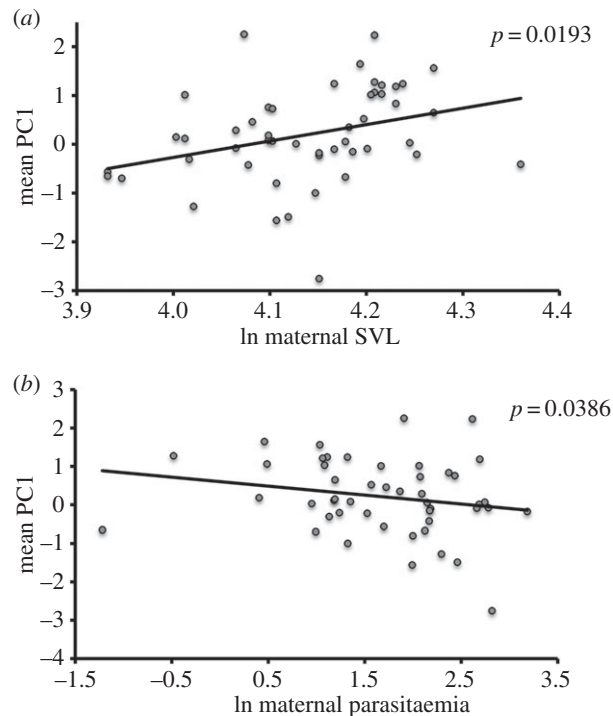 (a)
p = 0.0193
2
1
0
–1
–2
–3
mean PC1
3.9 4.0 4.1 4.2 4.3 4.4
ln maternal SVL
(b)
p = 0.0386
3
2
1
0
–1
–2
–3
–4
mean PC1
–1.5 –0.5 0.5 1.5 2.5 3.5
ln maternal parasitaemia